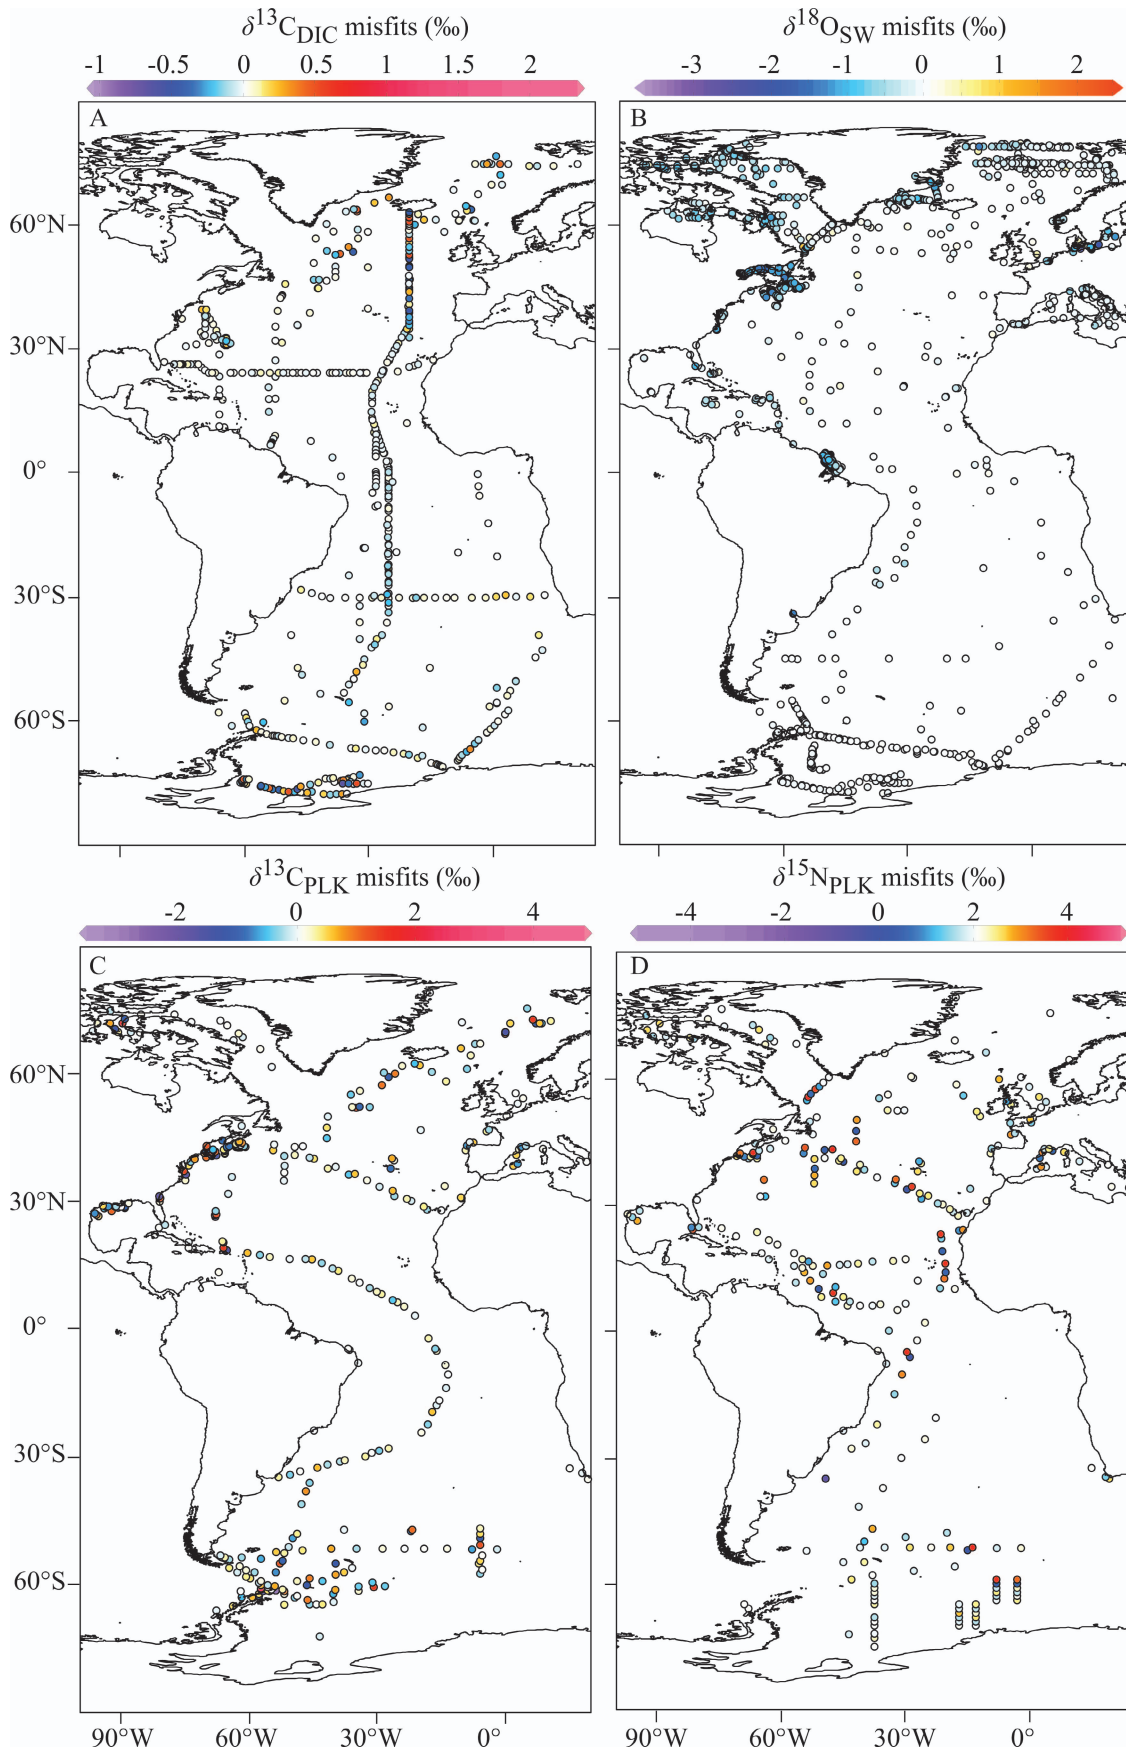 δ13CDIC misfits (‰) δ18OSW misfits (‰)
-1 -0.5 0 0.5 1 1.5 2 -3 -2 -1 0 1 2
A B
60°N
30°N
0°
30°S
60°S
δ13CPLK misfits (‰) δ15NPLK misfits (‰)
-2 0 2 4 -4 -2 0 2 4
C D
60°N
30°N
0°
30°S
60°S
90°W 60°W 30°W 0° 90°W 60°W 30°W 0°